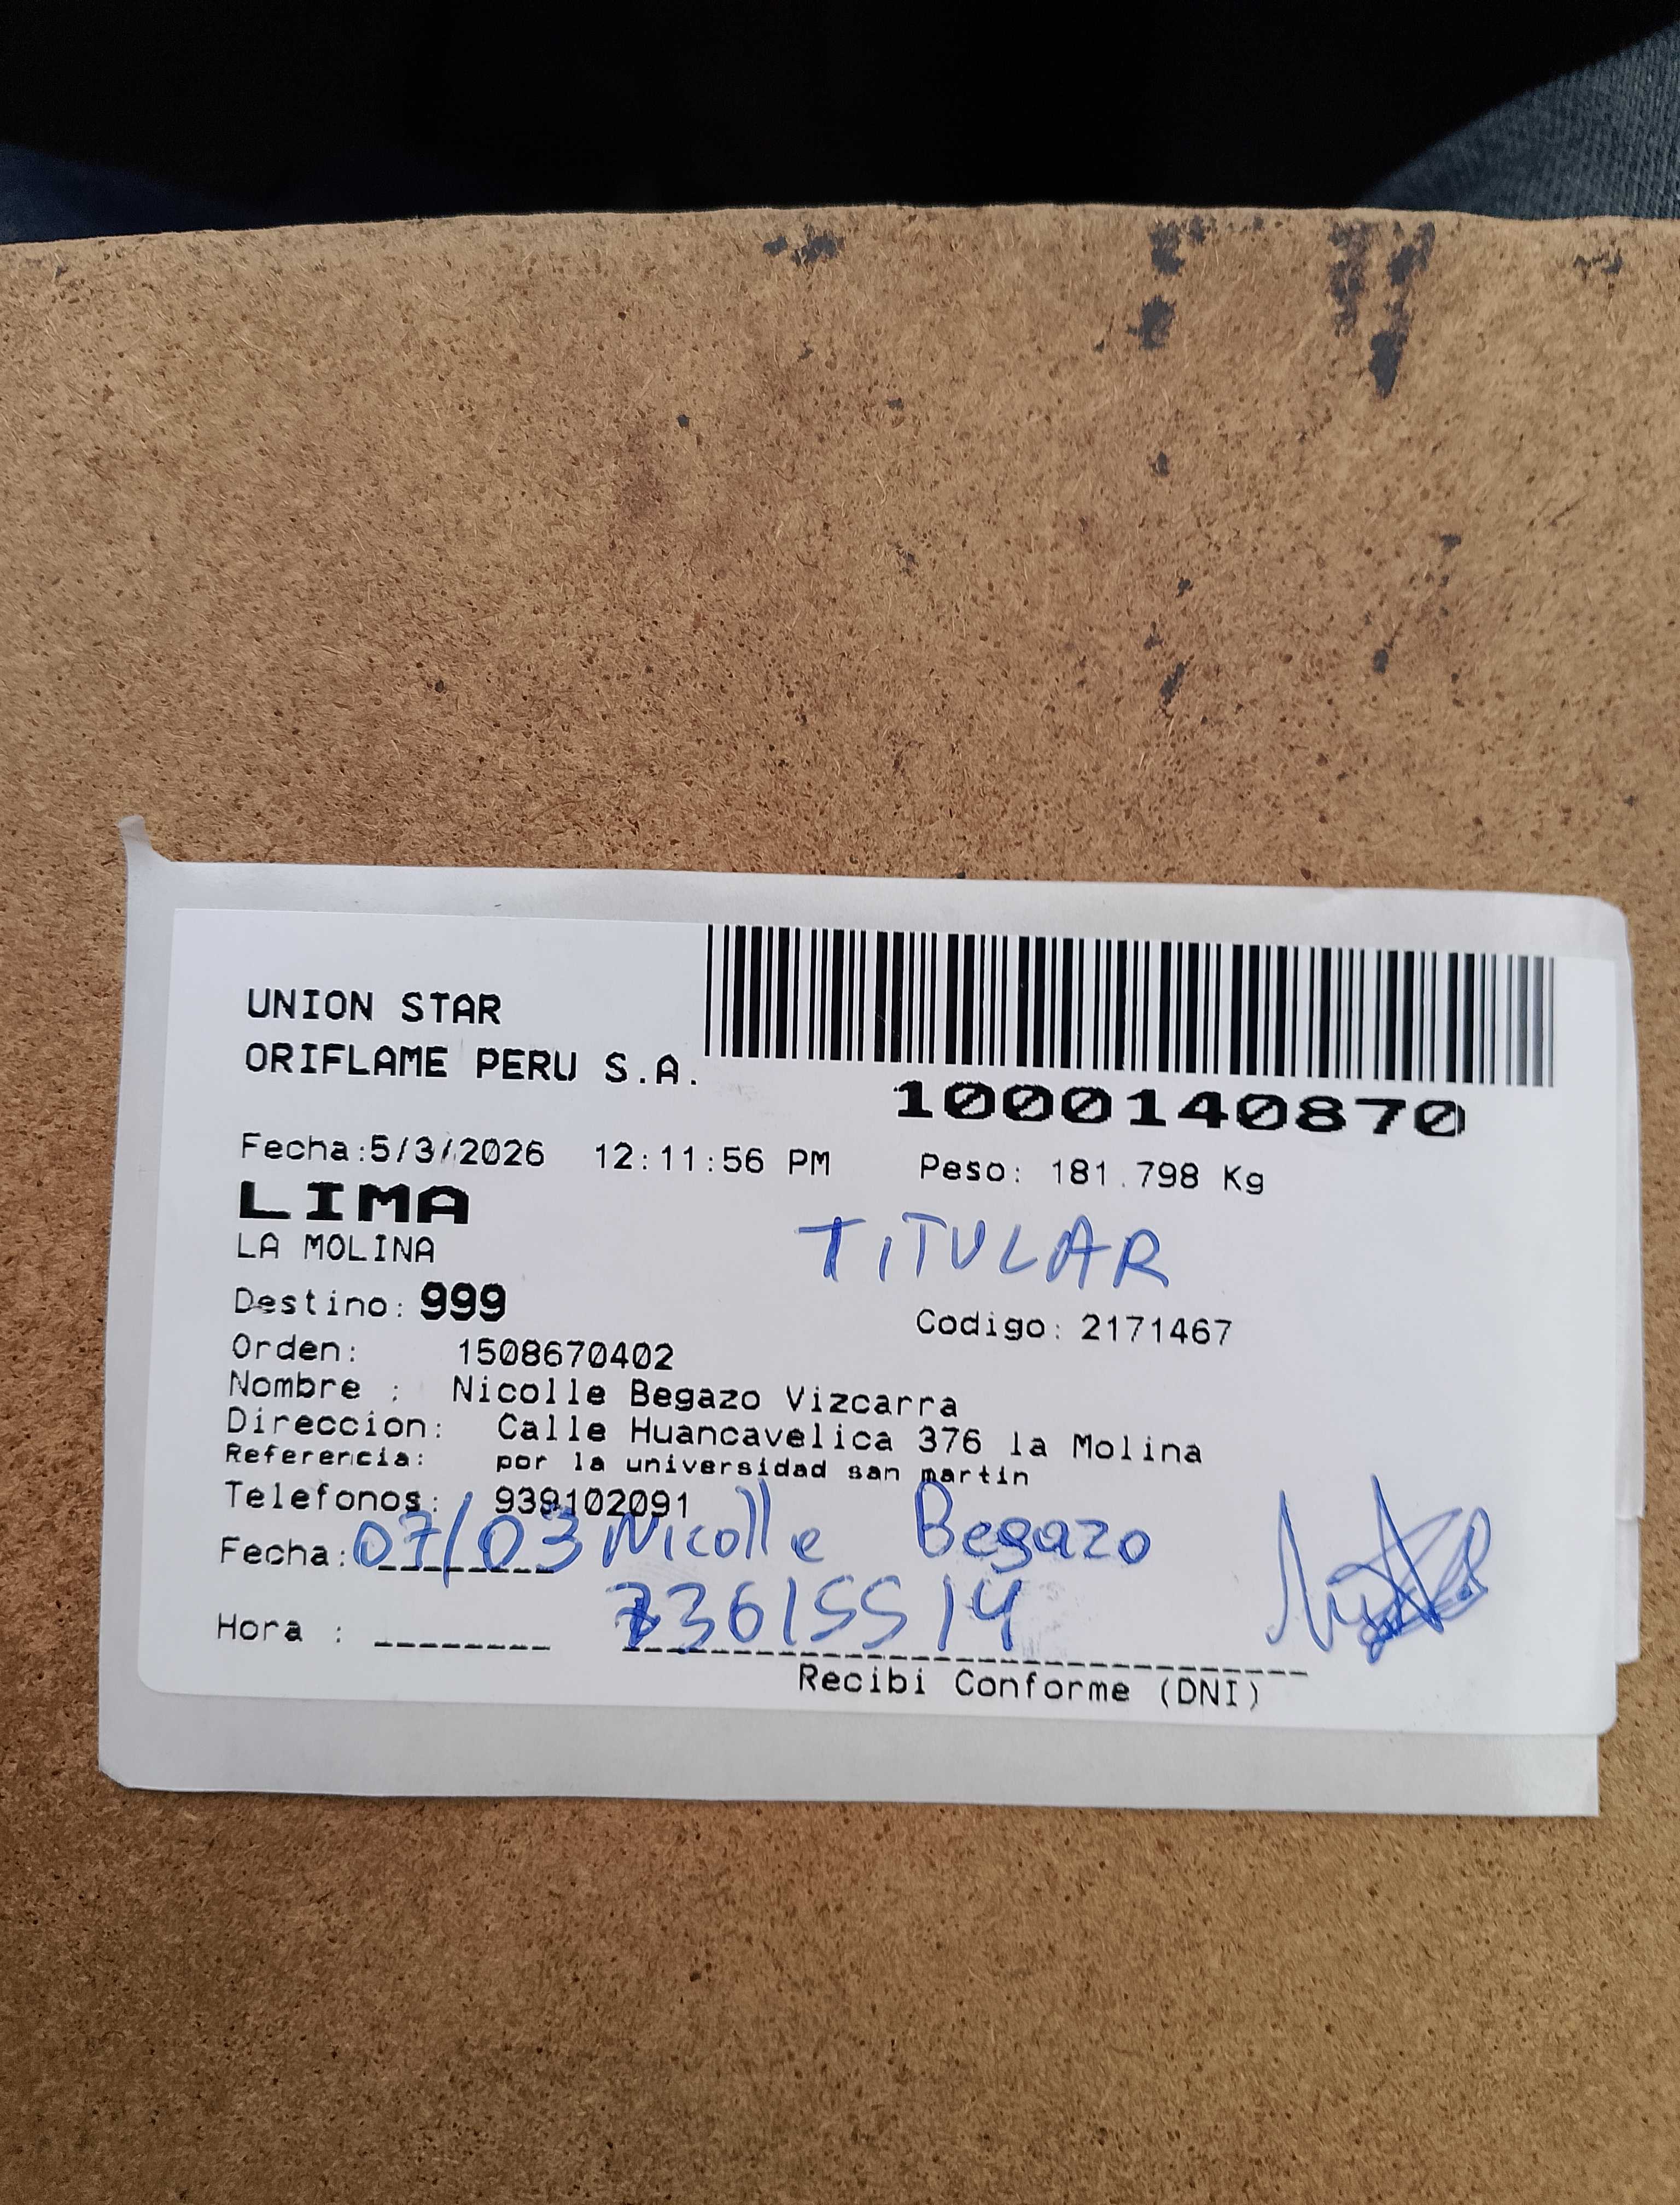 UNION STAR
ORIFLAME PERU S.A.
1000140870
Fecha:5/3/2026 12:11:56 PM Peso: 181.798 Kg
LIMA
TITULAR
LA MOLINA
Destino: 999
Codigo: 2171467
Orden: 1508670402
Nombre : Nicolle Begazo Vizcarra
Direccion: Calle Huancavelica 376 la Molina
Referencia: por la universidad san martin
Telefonos: 939102091
Fecha: 07/03 Nicolle Begazo
73615514
Hora :
Recibi Conforme (DNI)